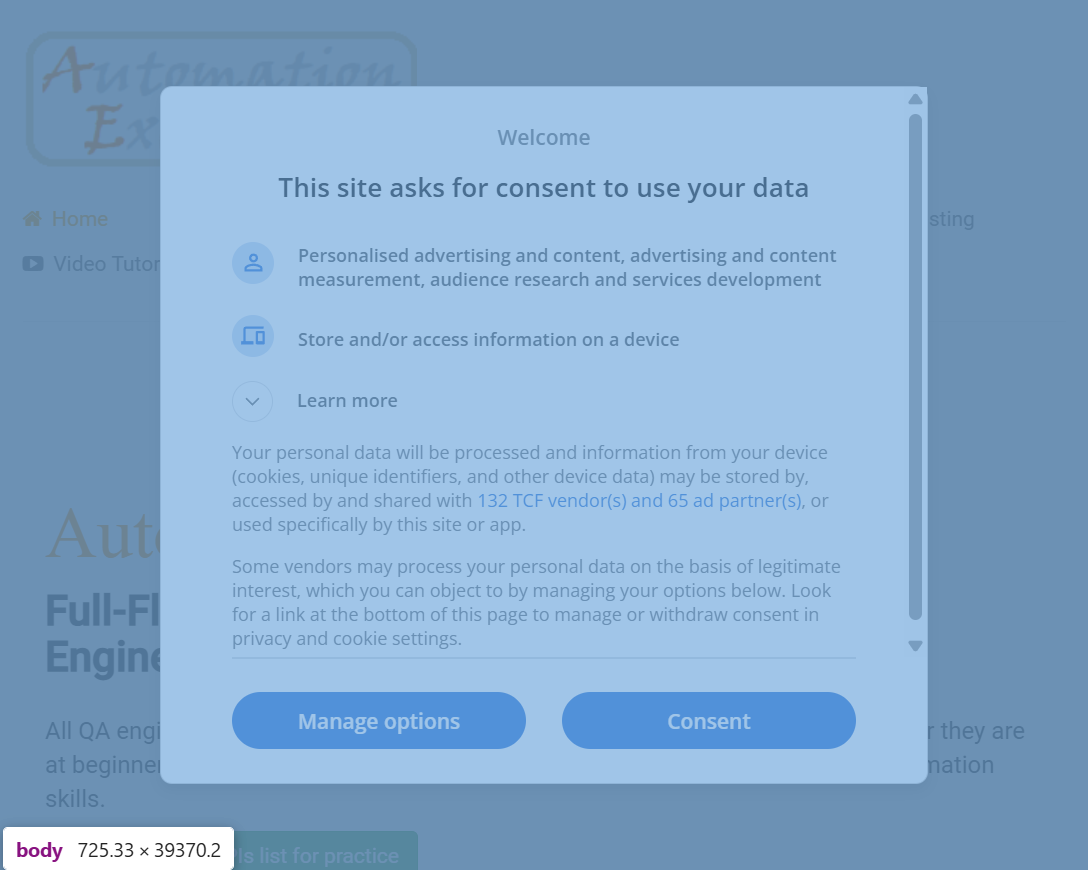 Automation
Ex
Welcome
This site asks for consent to use your data
Home
sting
Personalised advertising and content, advertising and content
measurement, audience research and services development
Video Tutor
Store and/or access information on a device
Learn more
Your personal data will be processed and information from your device
(cookies, unique identifiers, and other device data) may be stored by,
accessed by and shared with 132 TCF vendor(s) and 65 ad partner(s), or
used specifically by this site or app.
Aut
Some vendors may process your personal data on the basis of legitimate
interest, which you can object to by managing your options below. Look
for a link at the bottom of this page to manage or withdraw consent in
privacy and cookie settings.
Full-Fl
Engine
Manage options
Consent
All QA engi
r they are
at beginner
mation
skills.
body 725.33 × 39370.2
ls list for practice